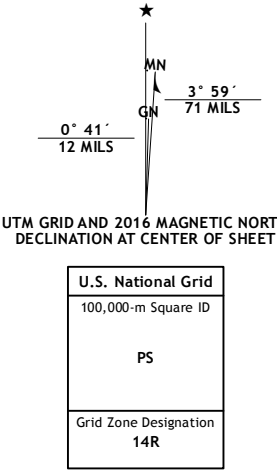 ★
MN
3° 59´
71 MILS
GN
0° 41´
12 MILS
UTM GRID AND 2016 MAGNETIC NORT
DECLINATION AT CENTER OF SHEET
U.S. National Grid
100,000-m Square ID
PS
Grid Zone Designation
14R